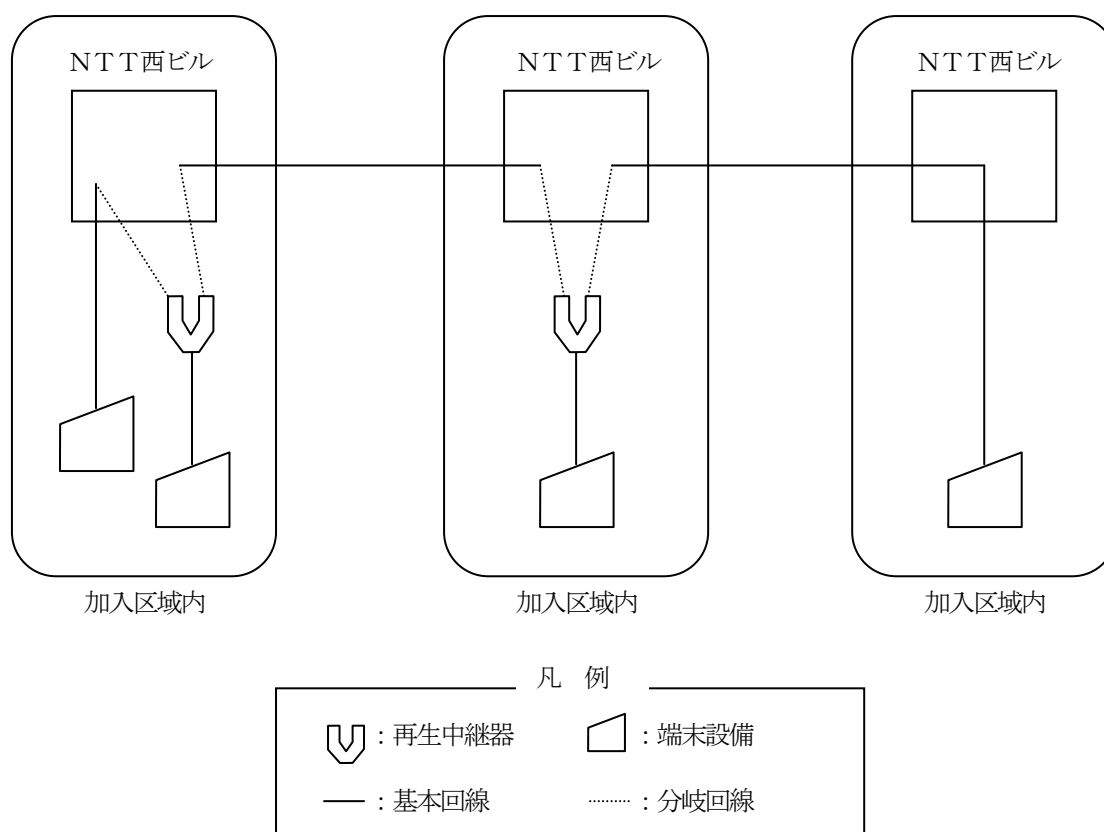 NTT西ビル
NTT西ビル
NTT西ビル
加入区域内
加入区域内
加入区域内
凡 例
:再生中継器
:端末設備
:基本回線
:分岐回線